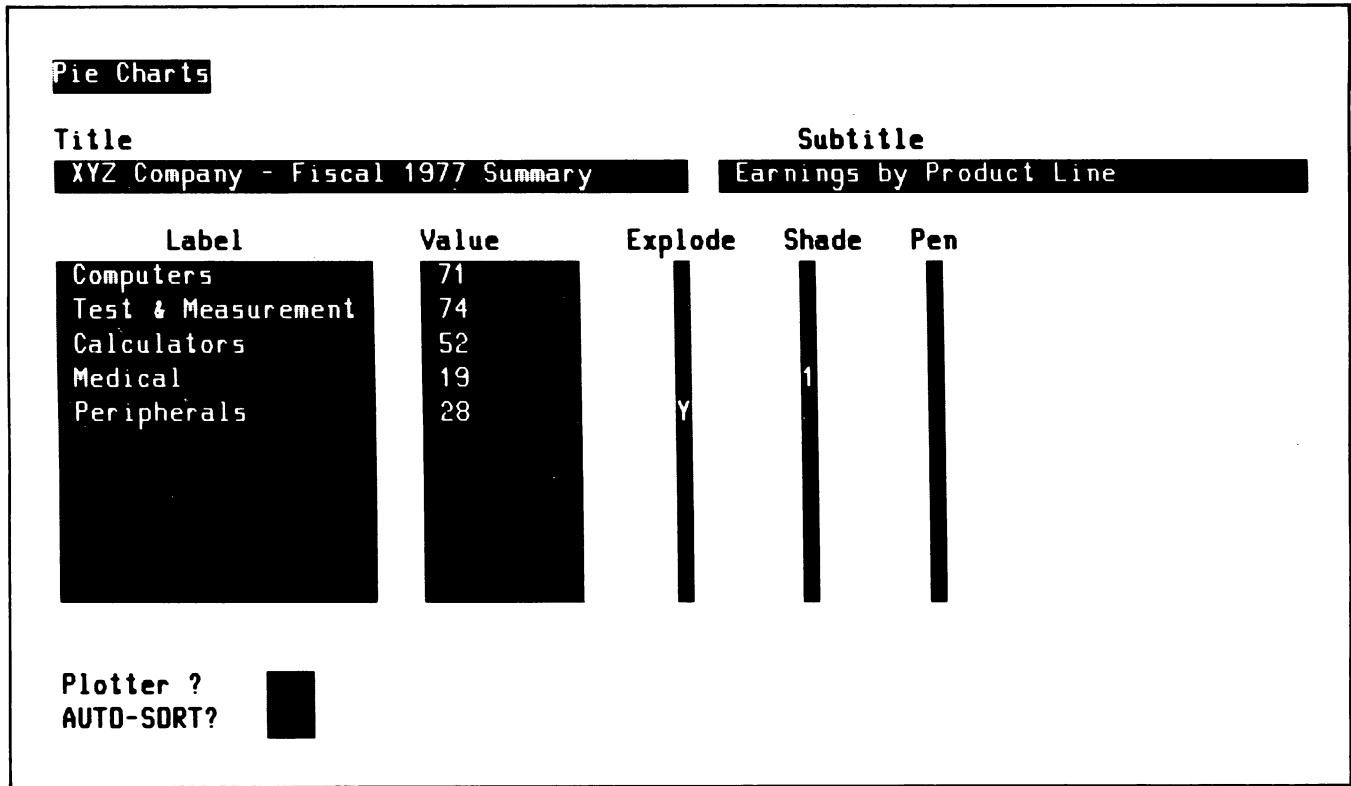 Pie Charts
Title Subtitle
XYZ Company - Fiscal 1977 Summary Earnings by Product Line
Label Value Explode Shade Pen
Computers 71
Test & Measurement 74
Calculators 52
Medical 19 1
Peripherals 28 Y
Plotter ?
AUTO-SORT?